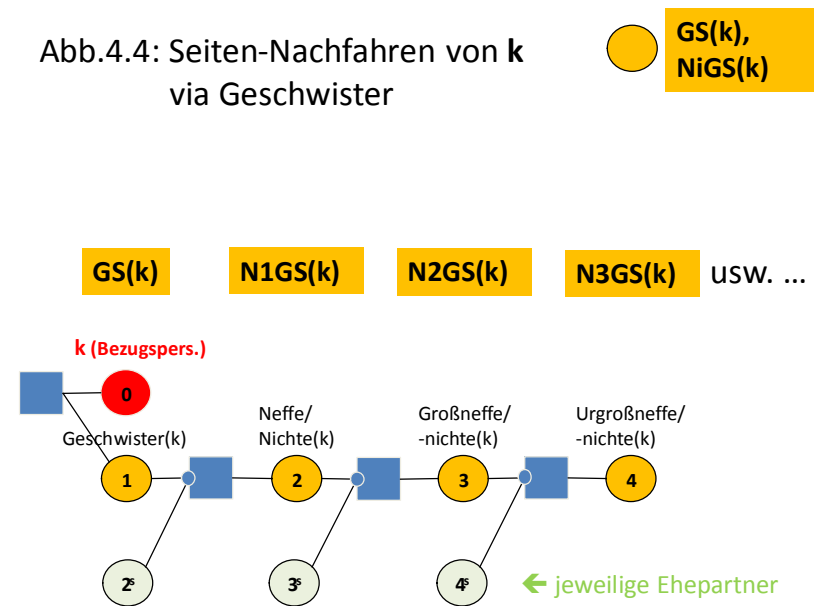 Abb.4.4: Seiten-Nachfahren von k
via Geschwister
GS(k),
NiGS(k)
GS(k) N1GS(k) N2GS(k) N3GS(k) usw. ...
k (Bezugspers.)
0
Neffe/ Großneffe/ Urgroßneffe/
Geschwister(k) Nichte(k) -nichte(k) -nichte(k)
1 2 3 4
2s 3s 4s ← jeweilige Ehepartner